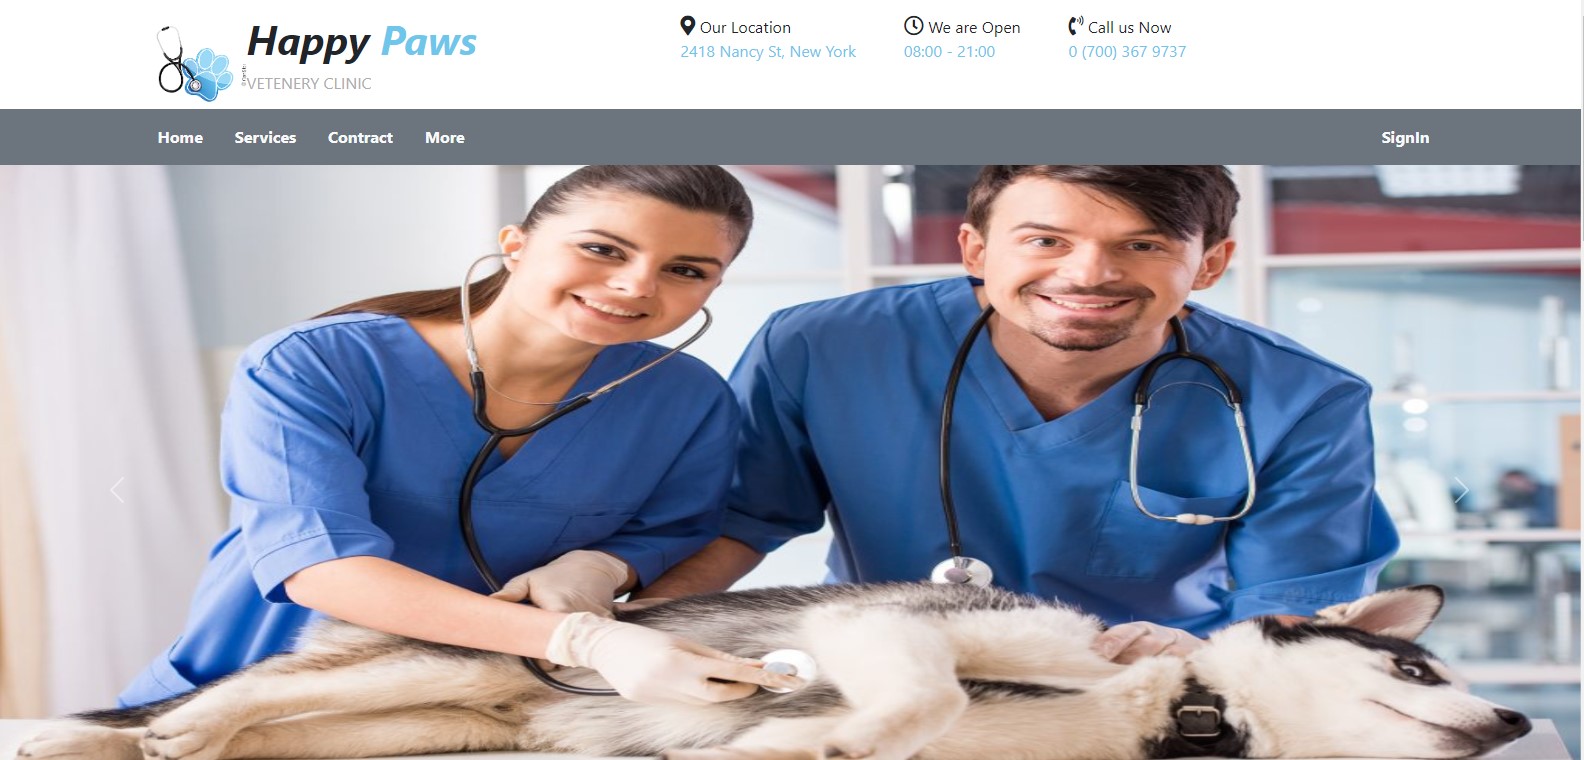 Happy Paws
VETENERY CLINIC
Our Location
2418 Nancy St, New York
We are Open
08:00 - 21:00
Call us Now
0 (700) 367 9737
Home Services Contract More SignIn